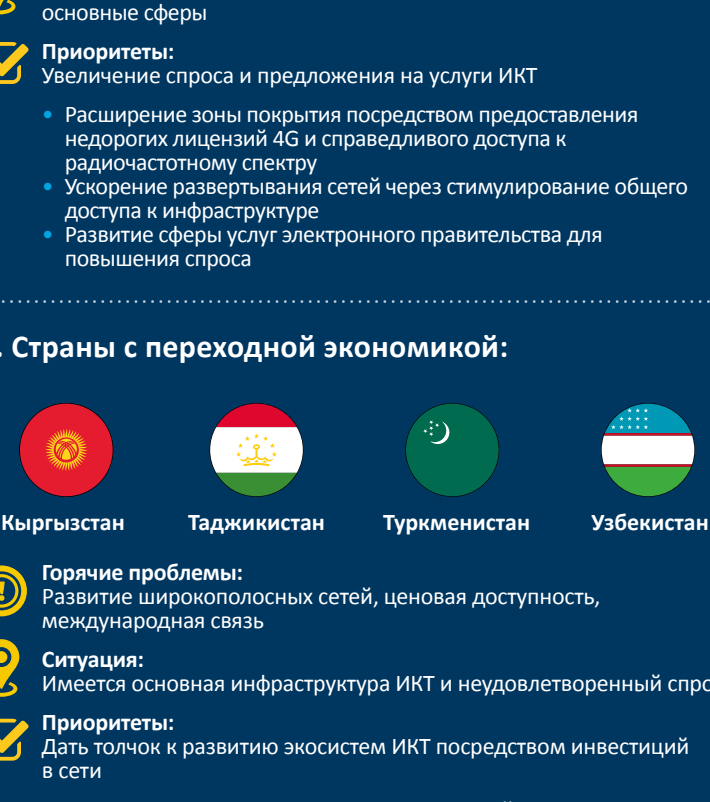 основные сферы
Приоритеты:
Увеличение спроса и предложения на услуги ИКТ
• Расширение зоны покрытия посредством предоставления
недорогих лицензий 4G и справедливого доступа к
радиочастотному спектру
• Ускорение развертывания сетей через стимулирование общего
доступа к инфраструктуре
• Развитие сферы услуг электронного правительства для
повышения спроса
. Страны с переходной экономикой:
Кыргызстан Таджикистан Туркменистан Узбекистан
Горячие проблемы:
Развитие широкополосных сетей, ценовая доступность,
международная связь
Ситуация:
Имеется основная инфраструктура ИКТ и неудовлетворенный спро
Приоритеты:
Дать толчок к развитию экосистем ИКТ посредством инвестиций
в сети